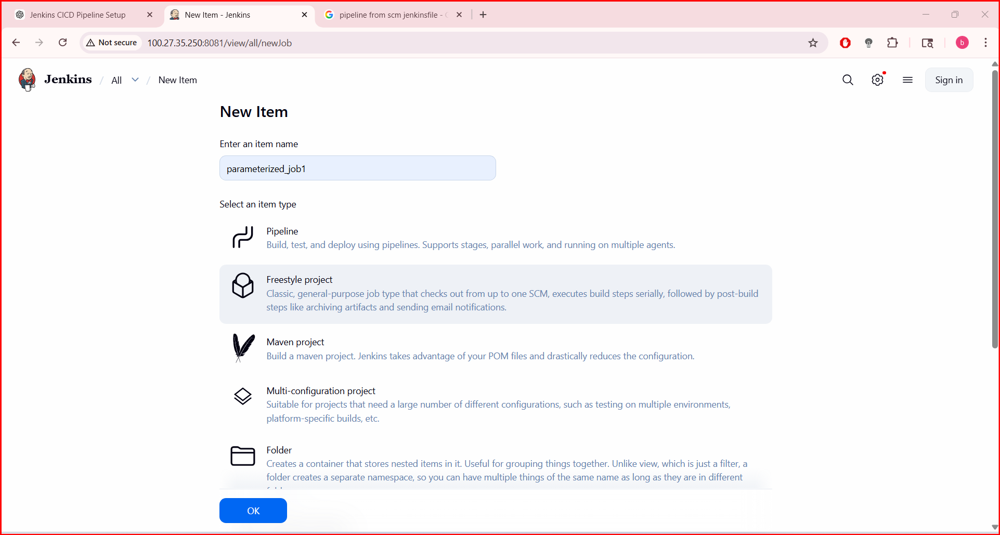 Jenkins CICD Pipeline Setup
New Item - Jenkins
pipeline from scm jenkinsfile -
Not secure
100.27.35.250:8081/view/all/newJob
b
Jenkins / All / New Item
Sign in
New Item
Enter an item name
parameterized_job1
Select an item type
Pipeline
Build, test, and deploy using pipelines. Supports stages, parallel work, and running on multiple agents.
Freestyle project
Classic, general-purpose job type that checks out from up to one SCM, executes build steps serially, followed by post-build
steps like archiving artifacts and sending email notifications.
Maven project
Build a maven project. Jenkins takes advantage of your POM files and drastically reduces the configuration.
Multi-configuration project
Suitable for projects that need a large number of different configurations, such as testing on multiple environments,
platform-specific builds, etc.
Folder
Creates a container that stores nested items in it. Useful for grouping things together. Unlike view, which is just a filter, a
folder creates a separate namespace, so you can have multiple things of the same name as long as they are in different
OK